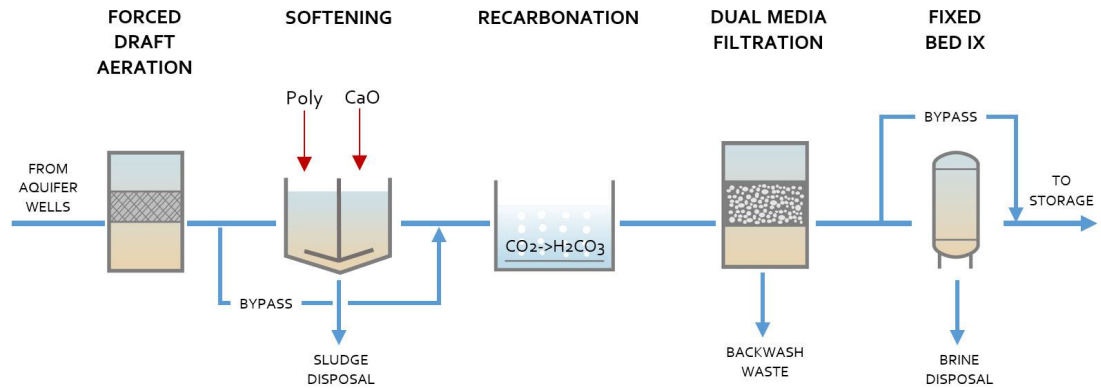 FORCED
DRAFT
AERATION
SOFTENING
RECARBONATION
DUAL MEDIA
FILTRATION
FIXED
BED IX
Poly
CaO
BYPASS
FROM
AQUIFER
WELLS
TO
STORAGE
CO2->H2CO3
BYPASS
SLUDGE
DISPOSAL
BACKWASH
WASTE
BRINE
DISPOSAL